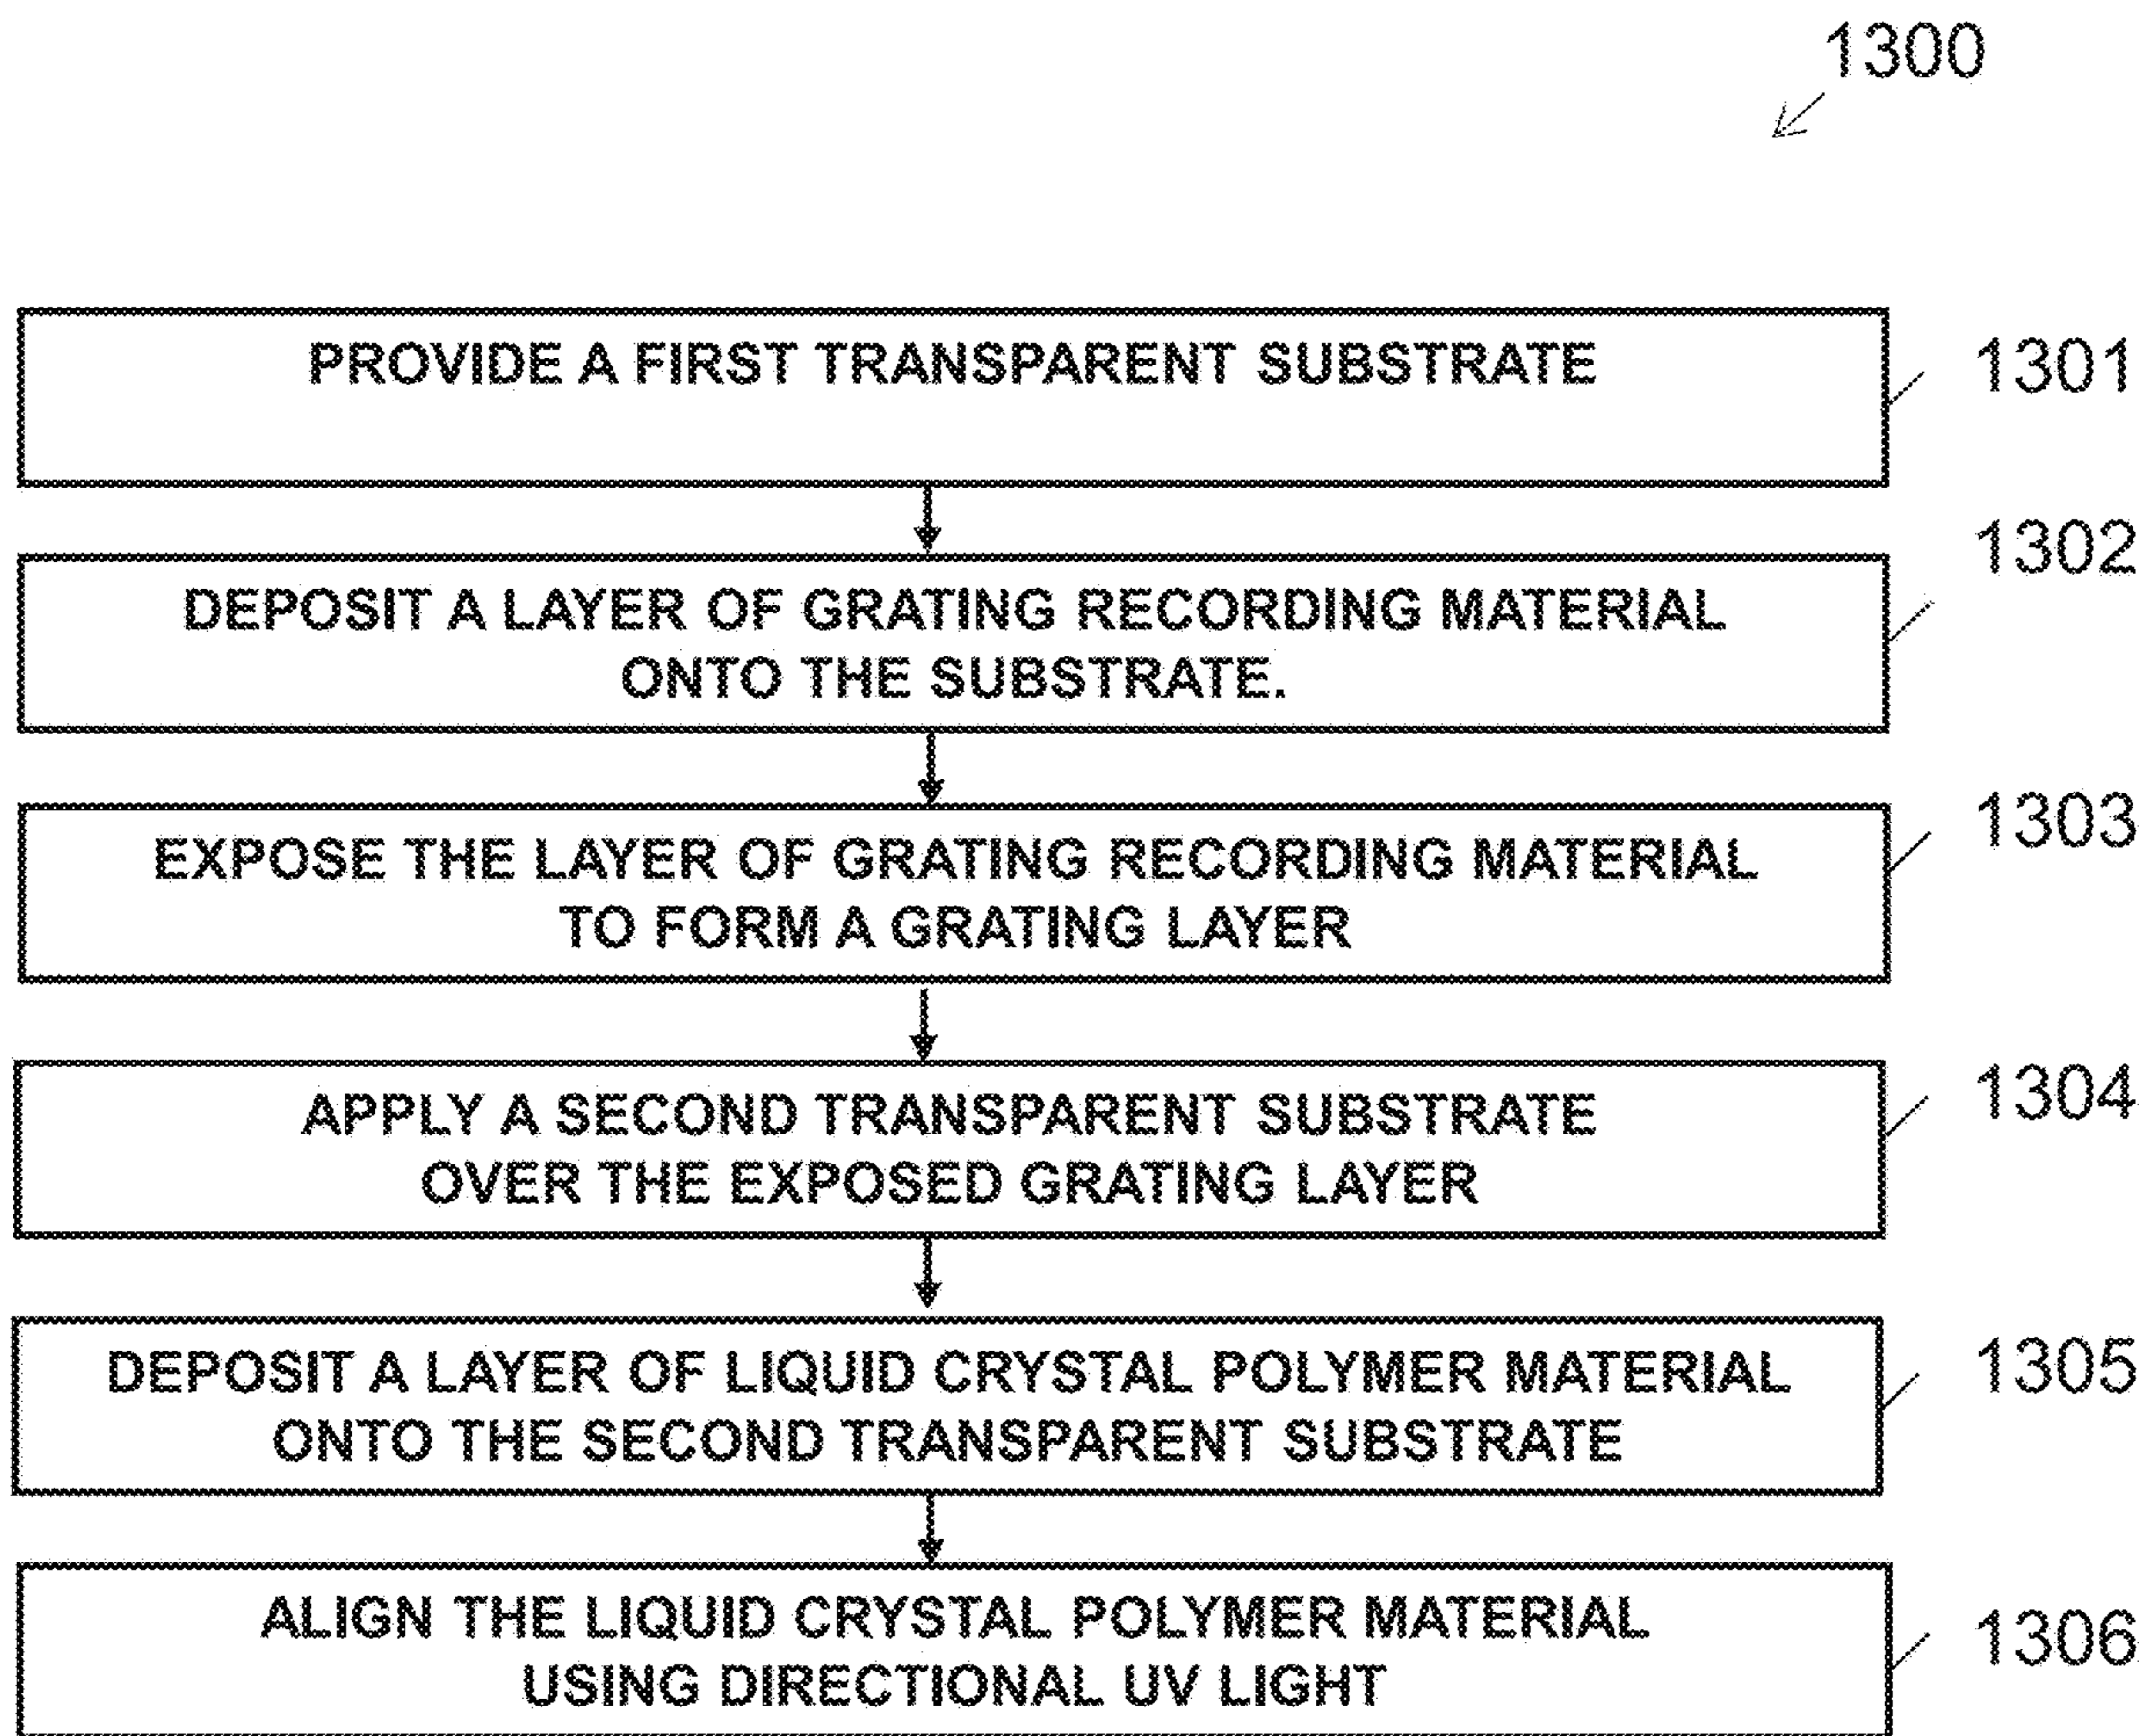 1300
PROVIDE A FIRST TRANSPARENT SUBSTRATE
1301
DEPOSIT A LAYER OF GRATING RECORDING MATERIAL
ONTO THE SUBSTRATE.
1302
EXPOSE THE LAYER OF GRATING RECORDING MATERIAL
TO FORM A GRATING LAYER
1303
APPLY A SECOND TRANSPARENT SUBSTRATE
OVER THE EXPOSED GRATING LAYER
1304
DEPOSIT A LAYER OF LIQUID CRYSTAL POLYMER MATERIAL
ONTO THE SECOND TRANSPARENT SUBSTRATE
1305
ALIGN THE LIQUID CRYSTAL POLYMER MATERIAL
USING DIRECTIONAL UV LIGHT
1306